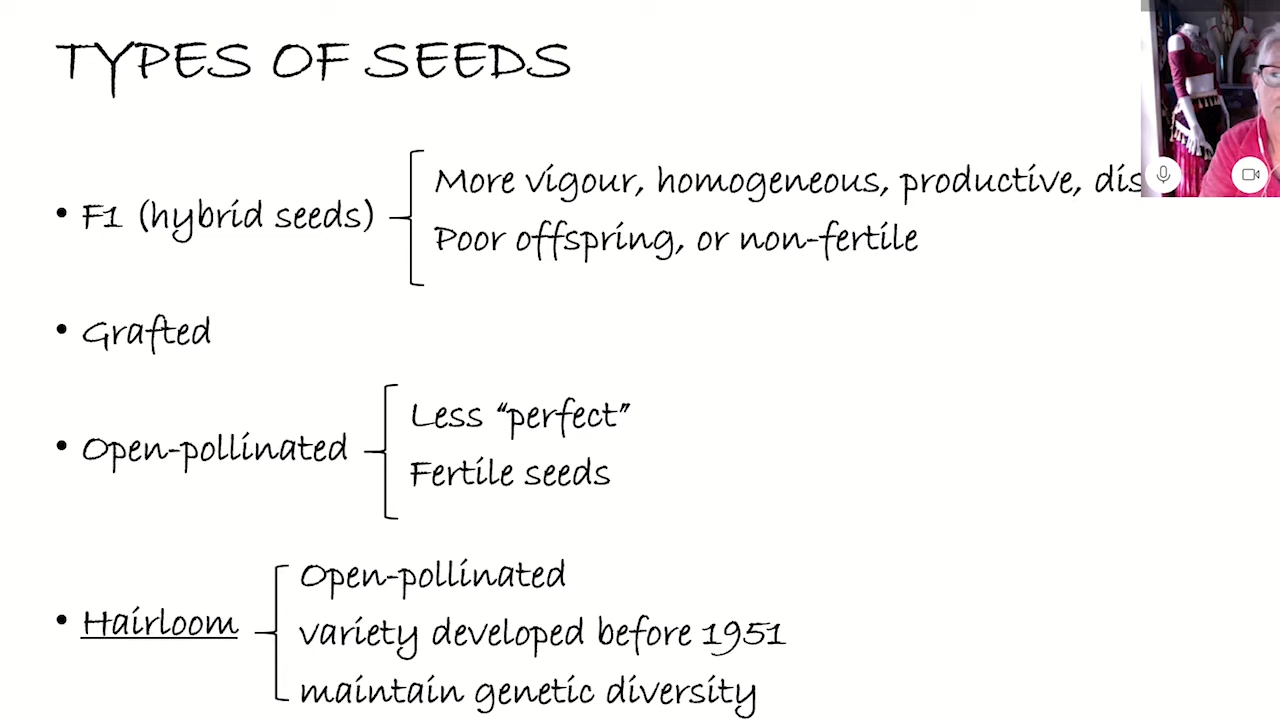 TYPES OF SEEDS
• F1 (hybrid seeds)
More vigour, homogeneous, productive,
Poor offspring, or non-fertile
• Grafted
• Open-pollinated
Less “perfect”
Fertile seeds
• Hairloom
Open-pollinated
variety developed before 1951
maintain genetic diversity